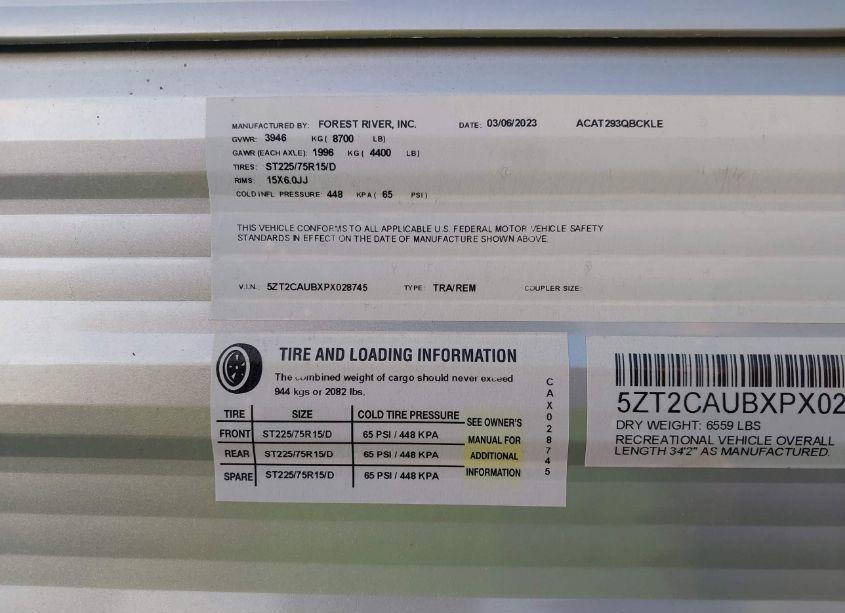 MANUFACTURED BY: FOREST RIVER, INC. DATE: 03/06/2023 ACAT293QBCKLE
GVWR: 3946 KG( 8700 LB)
GAWR (EACH AXLE): 1996 KG( 4400 LB)
TIRES: ST225/75R15/D
RIMS: 15X6.0JJ
COLD INFL. PRESSURE: 448 KPA( 65 PSI)
THIS VEHICLE CONFORMS TO ALL APPLICABLE U.S. FEDERAL MOTOR VEHICLE SAFETY
STANDARDS IN EFFECT ON THE DATE OF MANUFACTURE SHOWN ABOVE.
V.I.N.: 5ZT2CAUBXPX028745 TYPE: TRA/REM COUPLER SIZE:
TIRE AND LOADING INFORMATION
The combined weight of cargo should never exceed
944 kgs or 2082 lbs.
TIRE SIZE COLD TIRE PRESSURE
FRONT ST225/75R15/D 65 PSI / 448 KPA
REAR ST225/75R15/D 65 PSI / 448 KPA
SPARE ST225/75R15/D 65 PSI / 448 KPA
SEE OWNER'S
MANUAL FOR
ADDITIONAL
INFORMATION
CAX028745
5ZT2CAUBXPX02
DRY WEIGHT: 6559 LBS
RECREATIONAL VEHICLE OVERALL
LENGTH 34'2" AS MANUFACTURED.